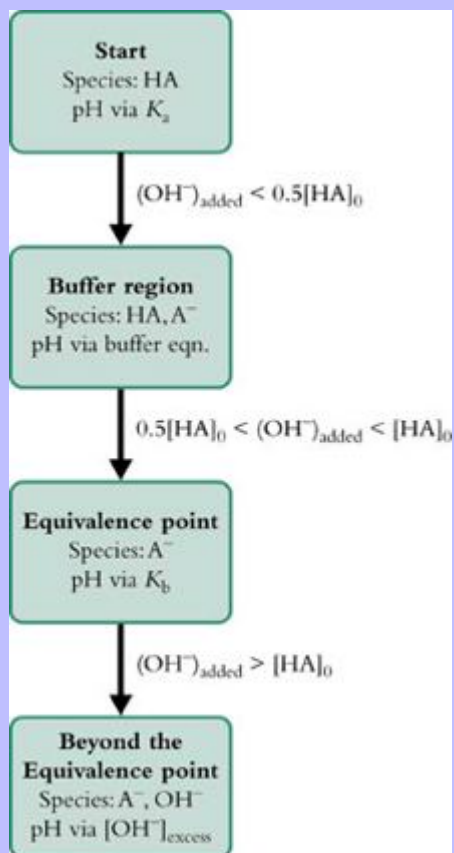 Start
Species: HA
pH via Kₐ
(OH⁻)added < 0.5[HA]₀
Buffer region
Species: HA, A⁻
pH via buffer eqn.
0.5[HA]₀ < (OH⁻)added < [HA]₀
Equivalence point
Species: A⁻
pH via K_b
(OH⁻)added > [HA]₀
Beyond the
Equivalence point
Species: A⁻, OH⁻
pH via [OH⁻]excess